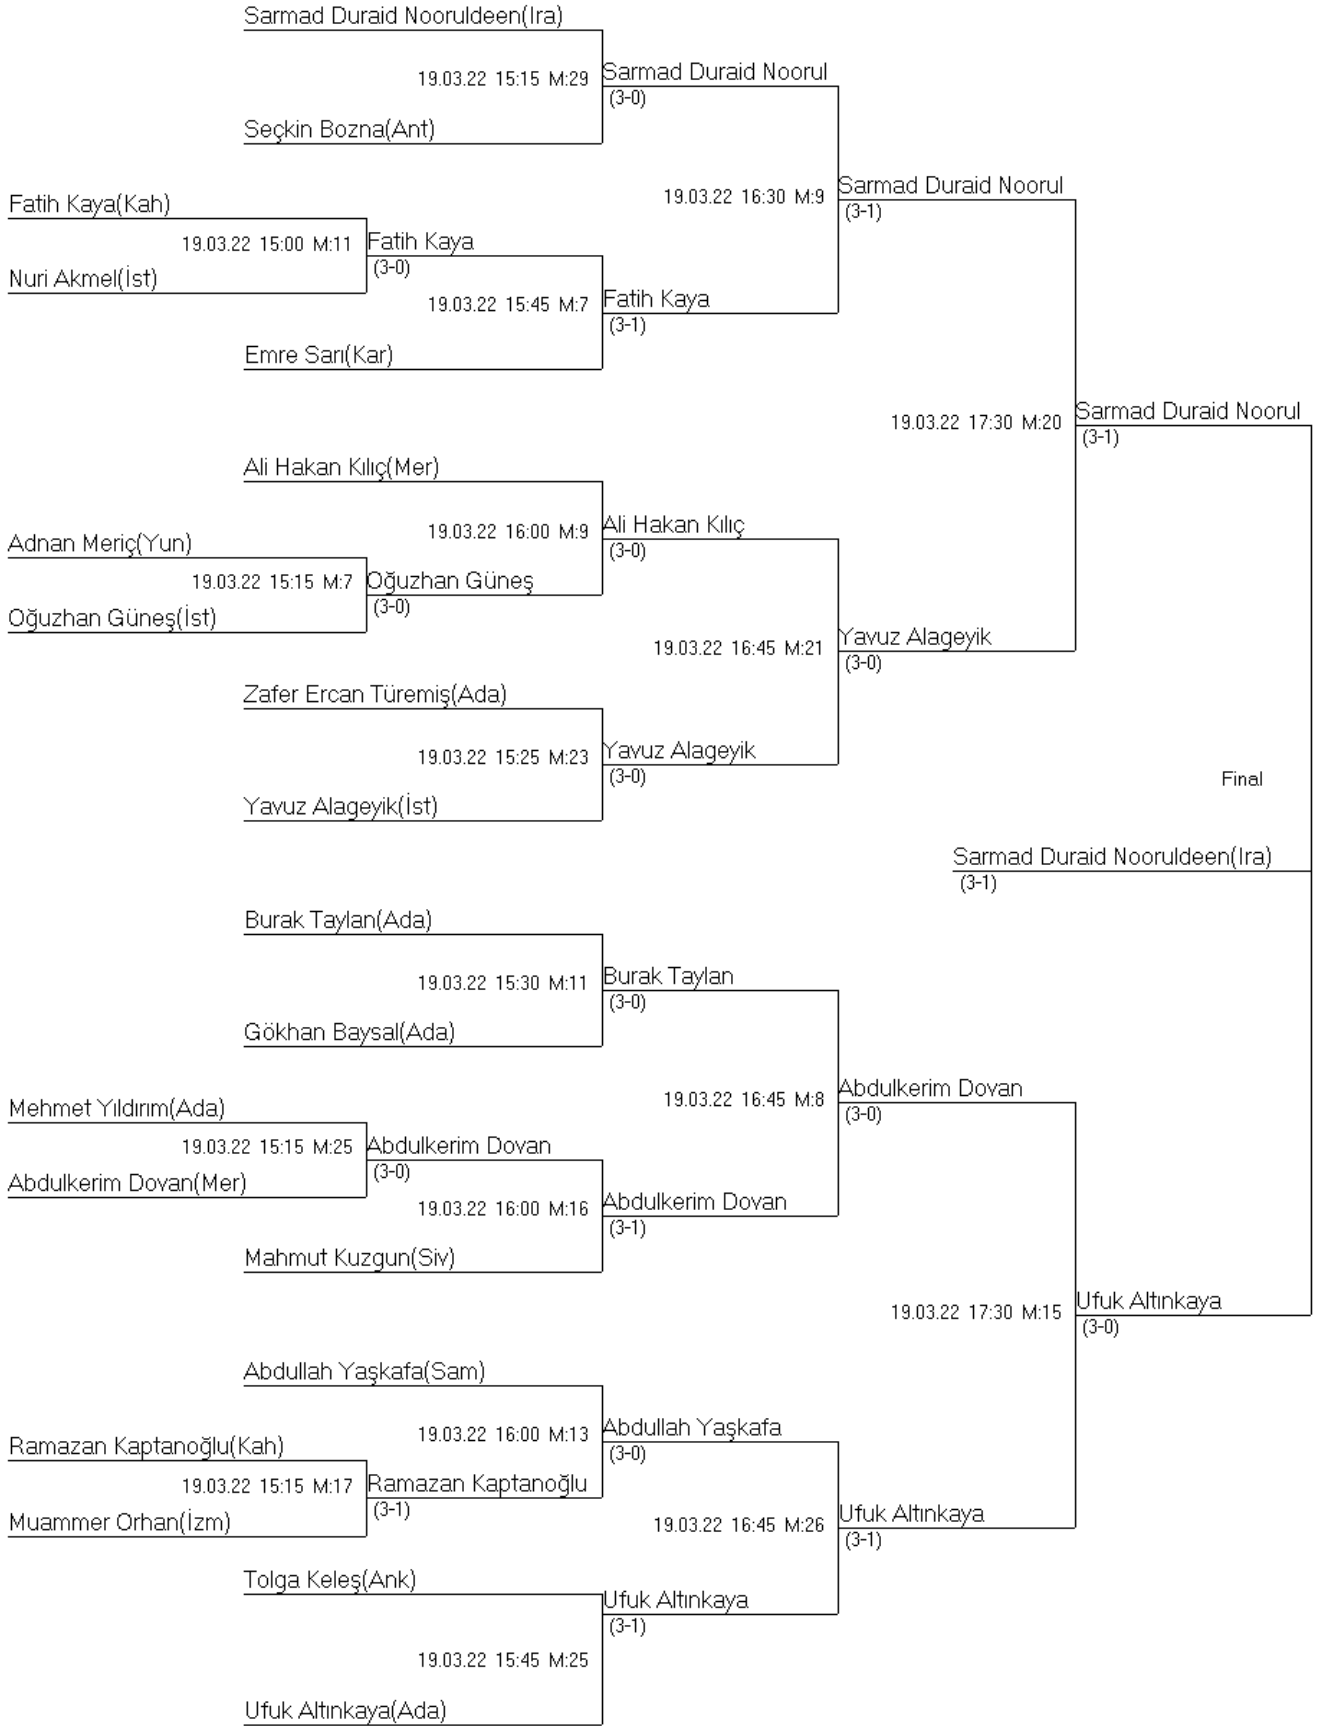 Sarmad Duraid Nooruldeen(Ira)
19.03.22 15:15 M:29
Sarmad Duraid Noorul
(3-0)
Seçkin Bozna(Ant)
19.03.22 16:30 M:9
Sarmad Duraid Noorul
(3-1)
Fatih Kaya(Kah)
19.03.22 15:00 M:11
Fatih Kaya
(3-0)
Nuri Akmel(İst)
19.03.22 15:45 M:7
Fatih Kaya
(3-1)
Emre Sarı(Kar)
19.03.22 17:30 M:20
Sarmad Duraid Noorul
(3-1)
Ali Hakan Kılıç(Mer)
19.03.22 16:00 M:9
Ali Hakan Kılıç
(3-0)
Adnan Meriç(Yun)
19.03.22 15:15 M:7
Oğuzhan Güneş
(3-0)
Oğuzhan Güneş(İst)
19.03.22 16:45 M:21
Yavuz Alageyik
(3-0)
Zafer Ercan Türemiş(Ada)
19.03.22 15:25 M:23
Yavuz Alageyik
(3-0)
Yavuz Alageyik(İst)
Final
Sarmad Duraid Nooruldeen(Ira)
(3-1)
Burak Taylan(Ada)
19.03.22 15:30 M:11
Burak Taylan
(3-0)
Gökhan Baysal(Ada)
19.03.22 16:45 M:8
Abdulkerim Dovan
(3-0)
Mehmet Yıldırım(Ada)
19.03.22 15:15 M:25
Abdulkerim Dovan
(3-0)
Abdulkerim Dovan(Mer)
19.03.22 16:00 M:16
Abdulkerim Dovan
(3-1)
Mahmut Kuzgun(Siv)
19.03.22 17:30 M:15
Ufuk Altınkaya
(3-0)
Abdullah Yaşkafa(Sam)
19.03.22 16:00 M:13
Abdullah Yaşkafa
(3-0)
Ramazan Kaptanoğlu(Kah)
19.03.22 15:15 M:17
Ramazan Kaptanoğlu
(3-1)
Muammer Orhan(İzm)
19.03.22 16:45 M:26
Ufuk Altınkaya
(3-1)
Tolga Keleş(Ank)
Ufuk Altınkaya
(3-1)
19.03.22 15:45 M:25
Ufuk Altınkaya(Ada)